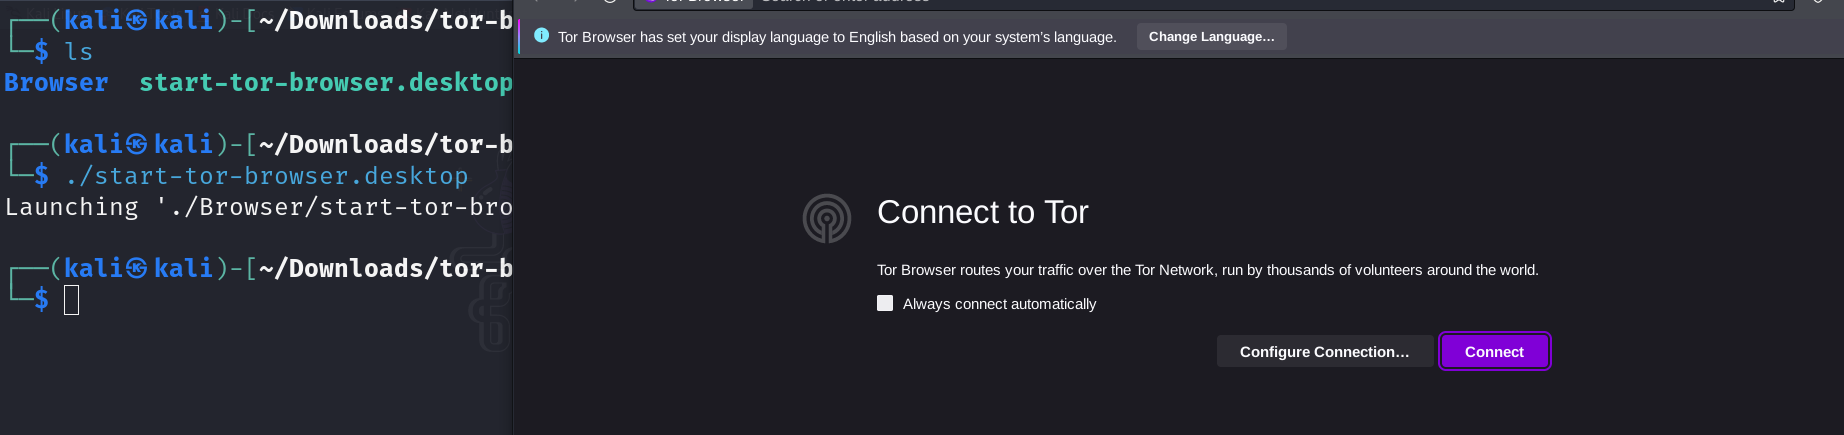 (kali㉿kali)-[~/Downloads/tor-b
$ ls
Browser start-tor-browser.desktop
(kali㉿kali)-[~/Downloads/tor-b
$ ./start-tor-browser.desktop
Launching './Browser/start-tor-bro
(kali㉿kali)-[~/Downloads/tor-b
$
Tor Browser has set your display language to English based on your system's language.
Change Language...
Connect to Tor
Tor Browser routes your traffic over the Tor Network, run by thousands of volunteers around the world.
Always connect automatically
Configure Connection...
Connect